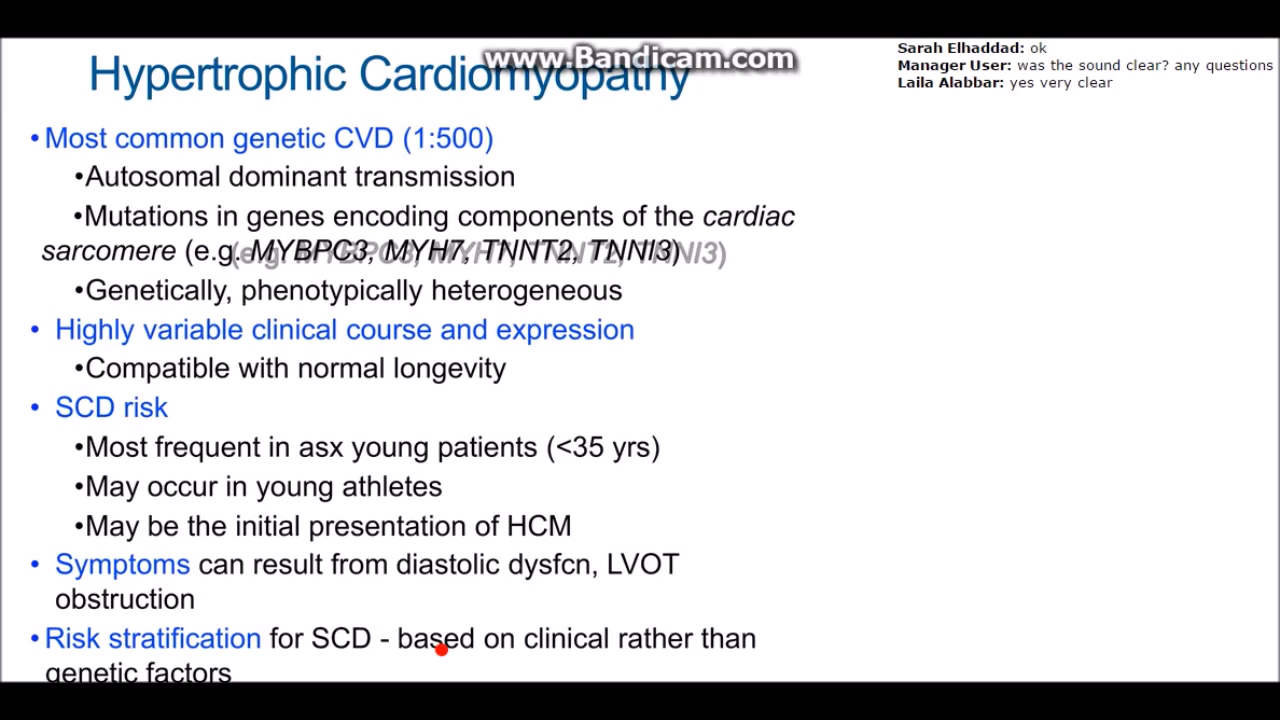 www.Bandicam.com
Hypertrophic Cardiomyopathy
•Most common genetic CVD (1:500)
•Autosomal dominant transmission
•Mutations in genes encoding components of the cardiac
sarcomere (e.g. MYBPC3, MYH7, TNNT2, TNNI3)
(e.g. MYBPC3, MYH7, TNNT2, TNNI3)
•Genetically, phenotypically heterogeneous
• Highly variable clinical course and expression
•Compatible with normal longevity
• SCD risk
•Most frequent in asx young patients (<35 yrs)
•May occur in young athletes
•May be the initial presentation of HCM
• Symptoms can result from diastolic dysfcn, LVOT
obstruction
•Risk stratification for SCD - based on clinical rather than
genetic factors
Sarah Elhaddad: ok
Manager User: was the sound clear? any questions
Laila Alabbar: yes very clear